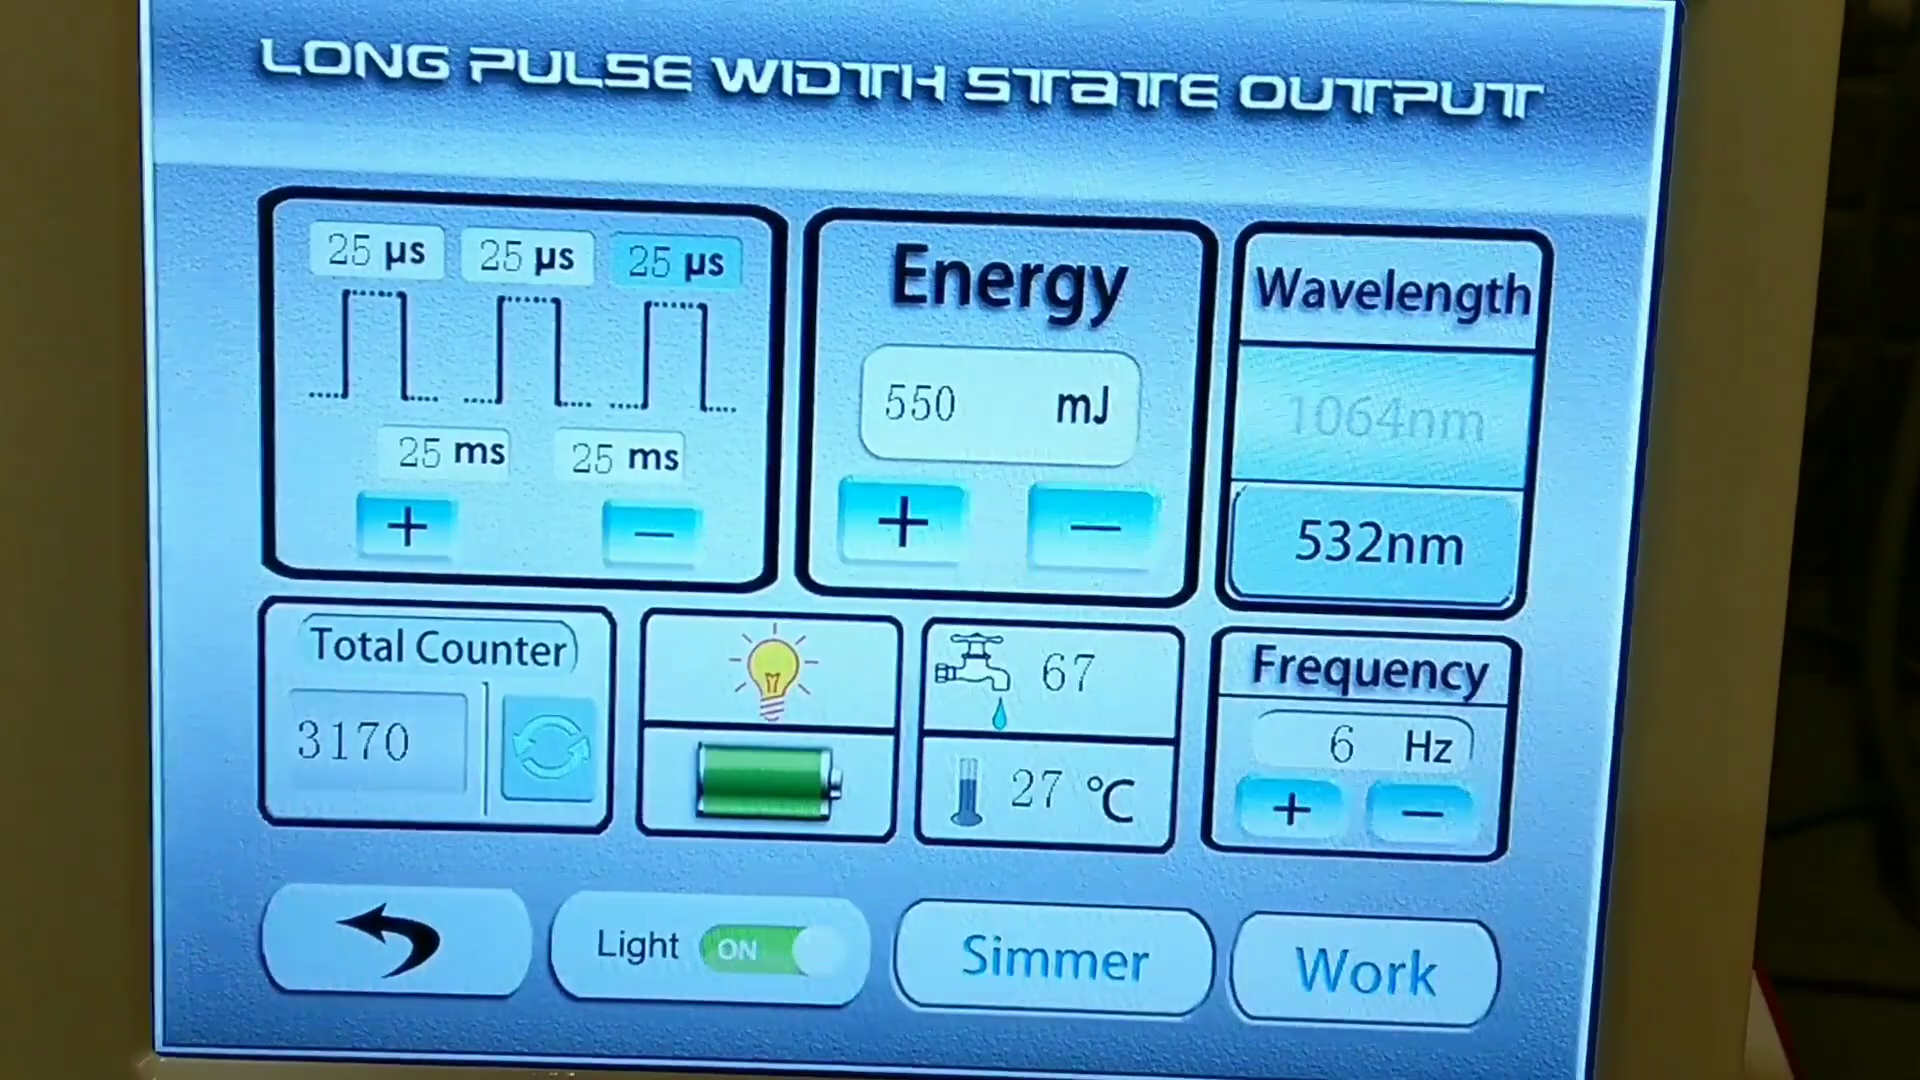 LONG PULSE WIDTH STATE OUTPUT
25 µs 25 µs 25 µs
25 ms 25 ms
+ −
Energy
550 mJ
+ −
Wavelength
1064nm
532nm
Total Counter
3170
67
27 °C
Frequency
6 Hz
+ −
Light ON
Simmer
Work